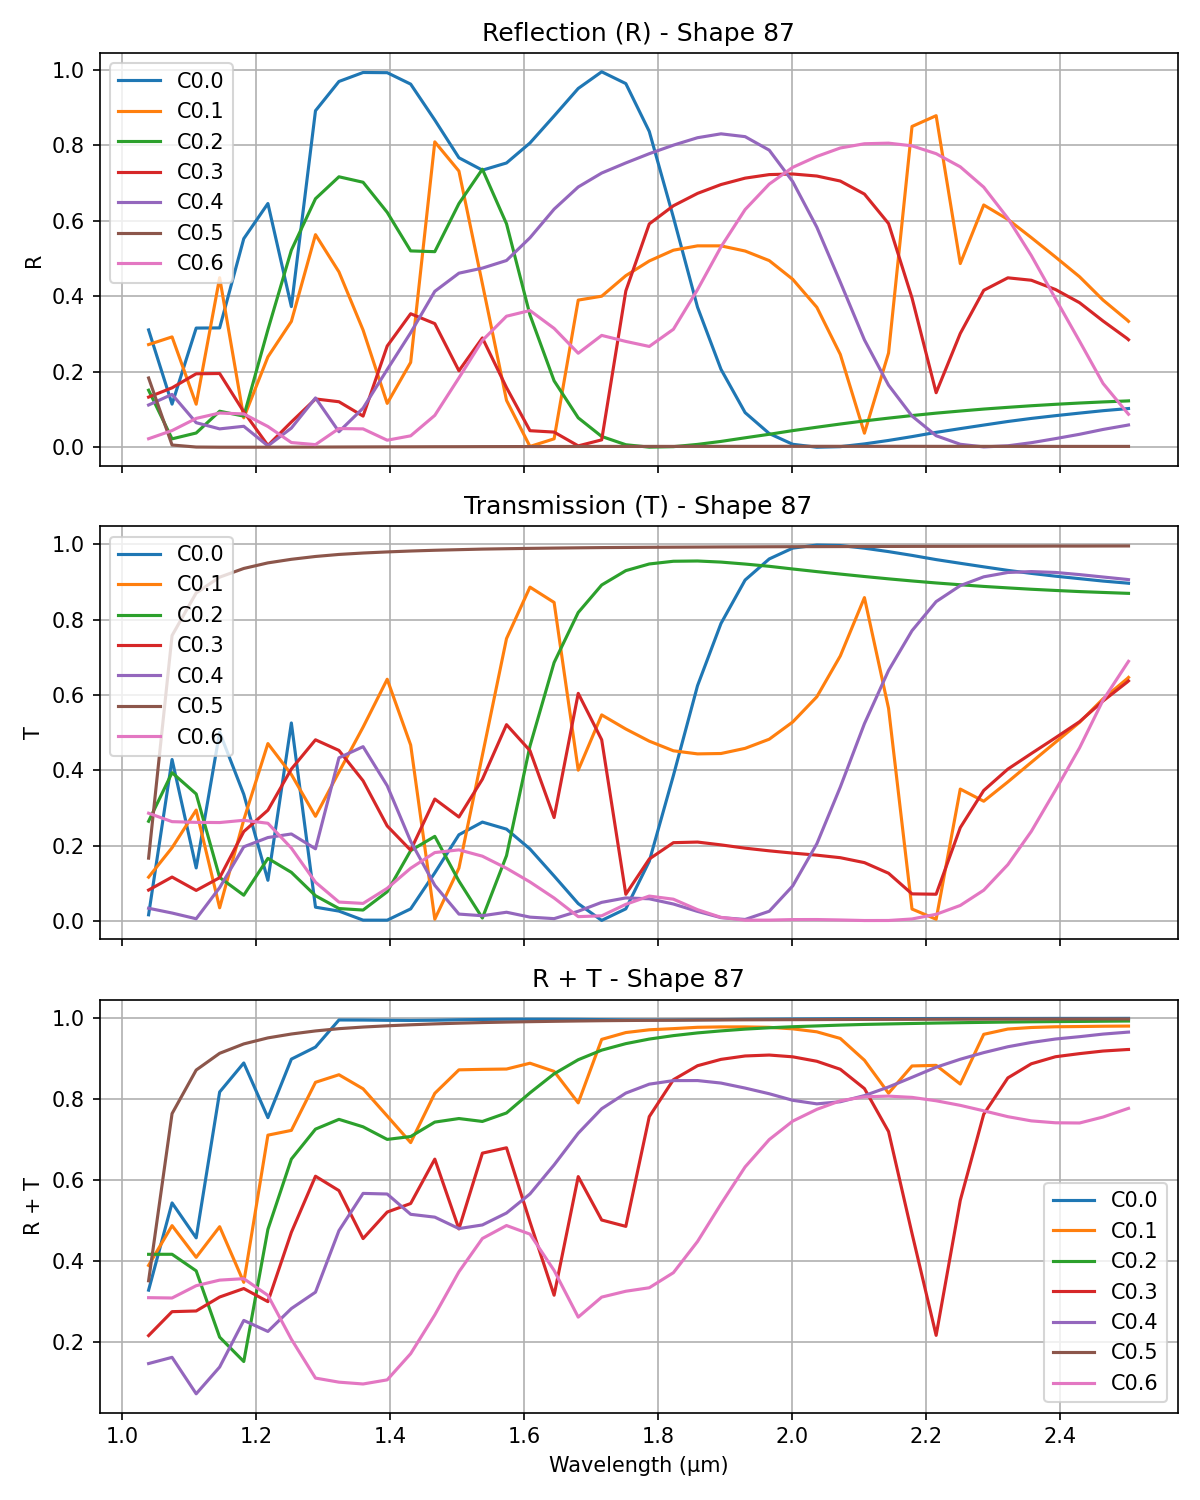 Reflection (R) - Shape 87
1.0
0.8
0.6
0.4
0.2
0.0
R
C0.0
C0.1
C0.2
C0.3
C0.4
C0.5
C0.6
Transmission (T) - Shape 87
1.0
0.8
0.6
0.4
0.2
0.0
T
C0.0
C0.1
C0.2
C0.3
C0.4
C0.5
C0.6
R + T - Shape 87
1.0
0.8
0.6
0.4
0.2
R + T
C0.0
C0.1
C0.2
C0.3
C0.4
C0.5
C0.6
1.0 1.2 1.4 1.6 1.8 2.0 2.2 2.4
Wavelength (μm)